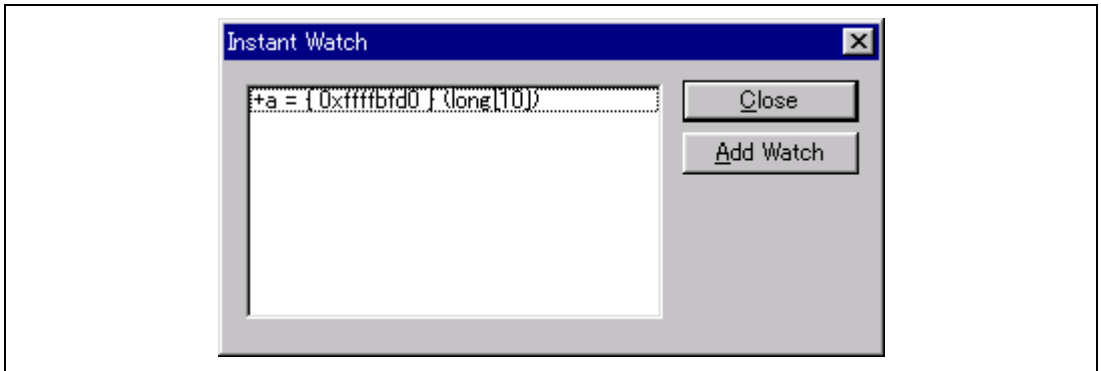 Instant Watch
+a = { 0xffffbfd0 } (long[10])
Close
Add Watch